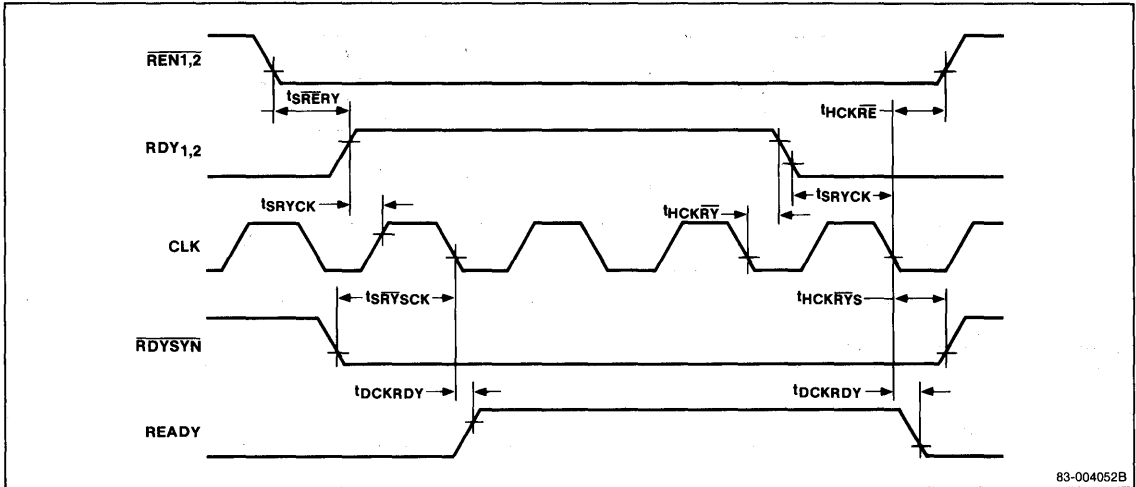 REN1,2
tSRERY
tHCKRE
RDY1,2
tSRYCK
tSRYCK
tHCKRY
CLK
tSRYSCK
tHCKRYS
RDYSYN
tDCKRDY
tDCKRDY
READY
83-004052B